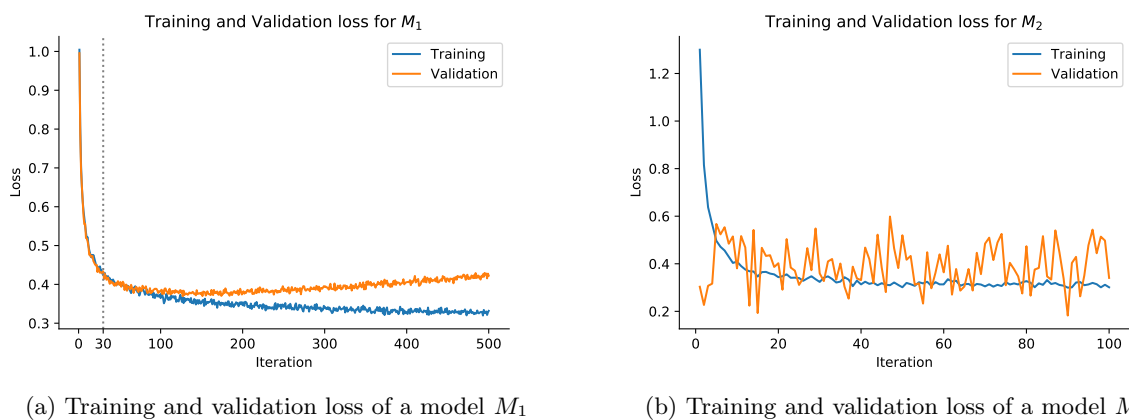 Training and Validation loss for M₁
Training
Validation
Loss
1.0
0.9
0.8
0.7
0.6
0.5
0.4
0.3
0 30 100 200 300 400 500
Iteration
(a) Training and validation loss of a model M₁
Training and Validation loss for M₂
Training
Validation
Loss
1.2
1.0
0.8
0.6
0.4
0.2
0 20 40 60 80 100
Iteration
(b) Training and validation loss of a model M